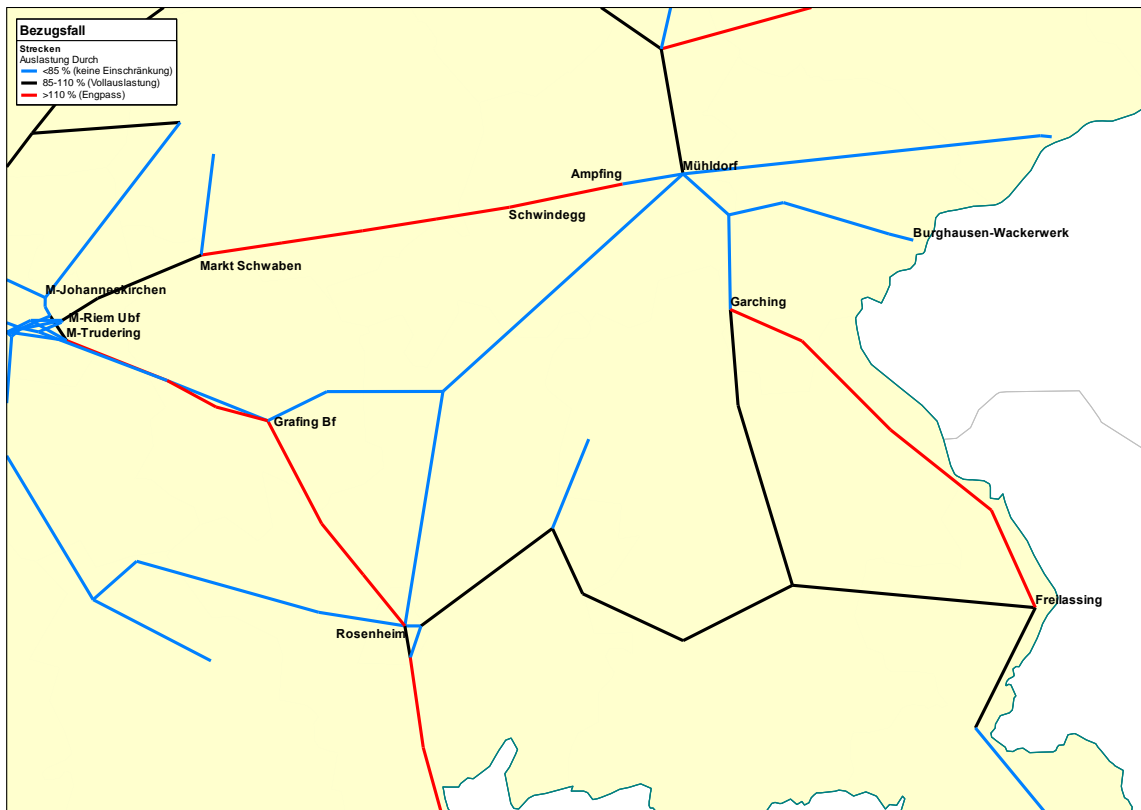 Bezugsfall
Strecken
Auslastung Durch
<85 % (keine Einschränkung)
85-110 % (Vollauslastung)
>110 % (Engpass)
Mühldorf
Ampfing
Schwindegg
Burghausen-Wackerwerk
Markt Schwaben
M-Johanneskirchen
Garching
M-Riem Ubf
M-Trudering
Grafing Bf
Freilassing
Rosenheim